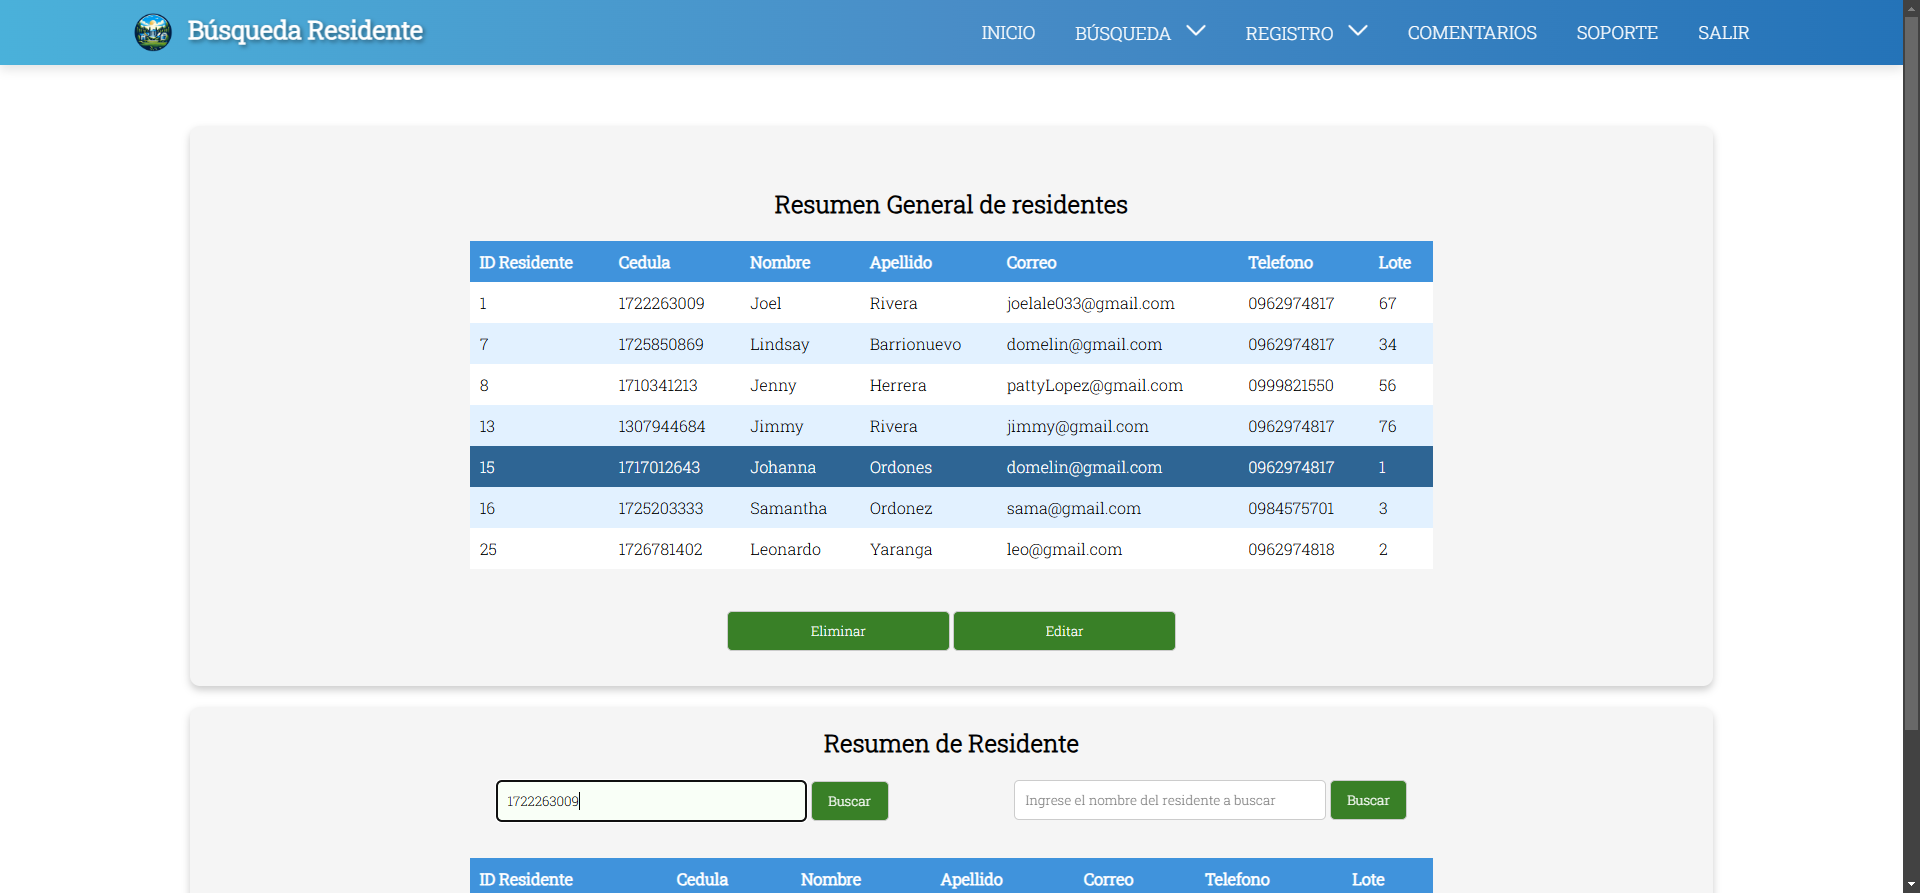 Búsqueda Residente
INICIO BÚSQUEDA REGISTRO COMENTARIOS SOPORTE SALIR
Resumen General de residentes
ID Residente Cedula Nombre Apellido Correo Telefono Lote
1 1722263009 Joel Rivera joelale033@gmail.com 0962974817 67
7 1725850869 Lindsay Barrionuevo domelin@gmail.com 0962974817 34
8 1710341213 Jenny Herrera pattyLopez@gmail.com 0999821550 56
13 1307944684 Jimmy Rivera jimmy@gmail.com 0962974817 76
15 1717012643 Johanna Ordones domelin@gmail.com 0962974817 1
16 1725203333 Samantha Ordonez sama@gmail.com 0984575701 3
25 1726781402 Leonardo Yaranga leo@gmail.com 0962974818 2
Eliminar Editar
Resumen de Residente
1722263009 Buscar Ingrese el nombre del residente a buscar Buscar
ID Residente Cedula Nombre Apellido Correo Telefono Lote